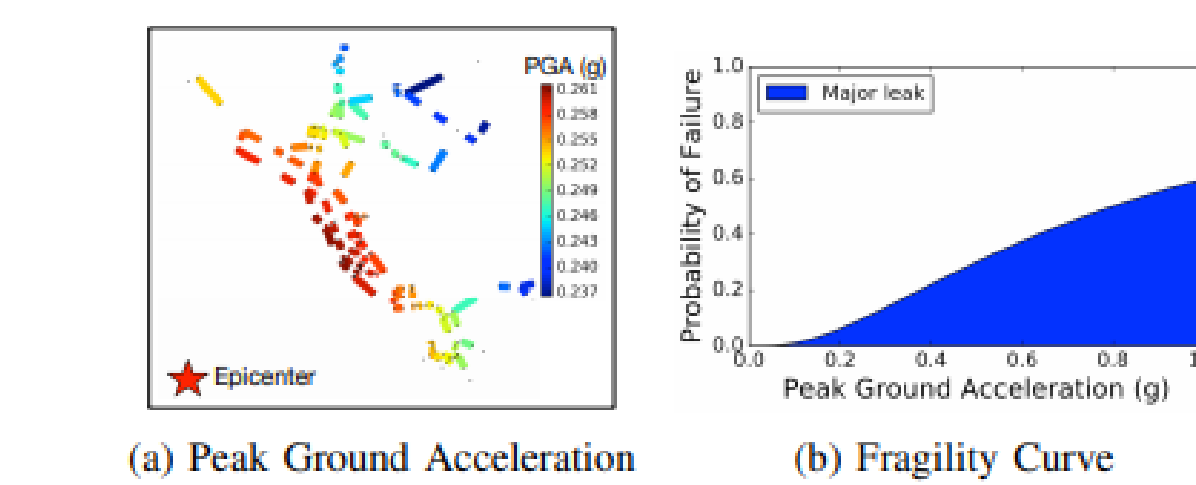 PGA (g)
0.261
0.258
0.255
0.252
0.249
0.246
0.243
0.240
0.237
Epicenter
(a) Peak Ground Acceleration
Probability of Failure
1.0
0.8
0.6
0.4
0.2
0.0
Major leak
0.0 0.2 0.4 0.6 0.8 1
Peak Ground Acceleration (g)
(b) Fragility Curve